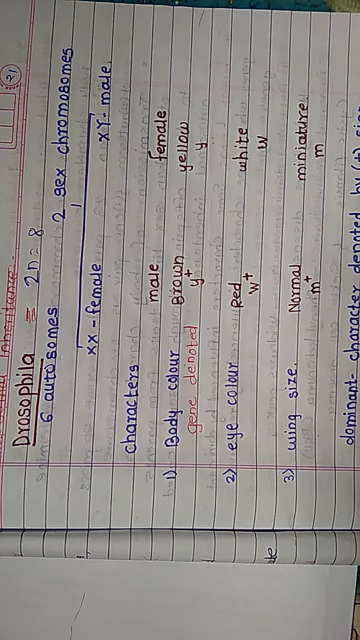 Inheritance
21
Drosophila = 2n = 8
6 autosomes 2 sex chromosomes
xx - female xY - male.
characters male female
1) Body colour Brown yellow
gene denoted y+ y
2) eye colour Red white
w+ w
3) wing size. Normal miniature
m+ m
dominant character denoted by (+)